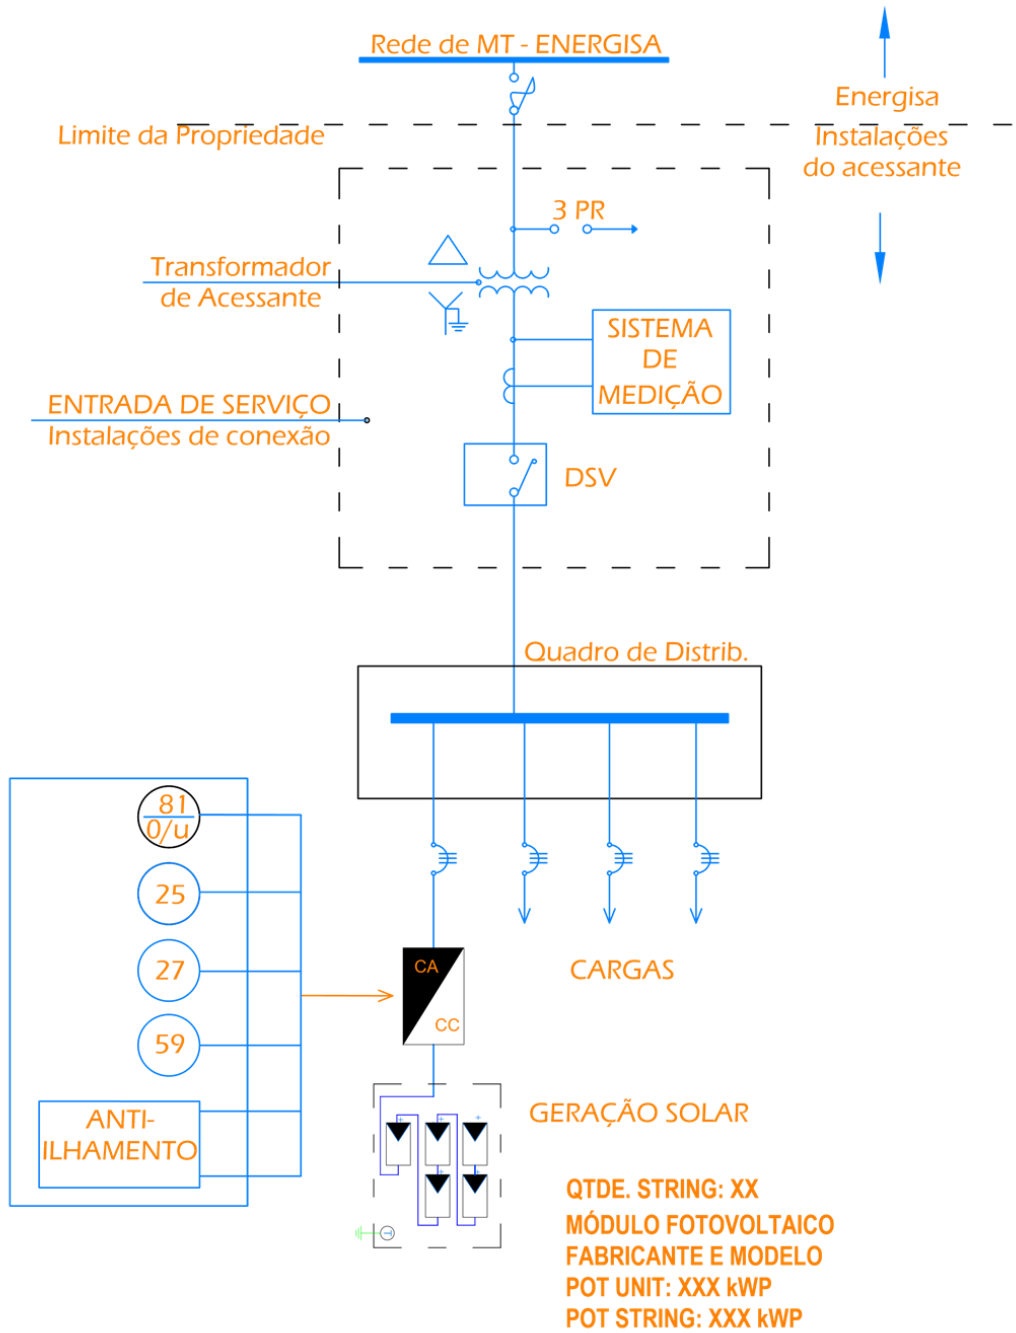 Rede de MT - ENERGISA
Energisa
Limite da Propriedade
Instalações
do acessante
3 PR
Transformador
de Acessante
SISTEMA
DE
MEDIÇÃO
ENTRADA DE SERVIÇO
Instalações de conexão
DSV
Quadro de Distrib.
81
0/u
25
27
59
ANTI-
ILHAMENTO
CA
CC
CARGAS
GERAÇÃO SOLAR
QTDE. STRING: XX
MÓDULO FOTOVOLTAICO
FABRICANTE E MODELO
POT UNIT: XXX kWP
POT STRING: XXX kWP